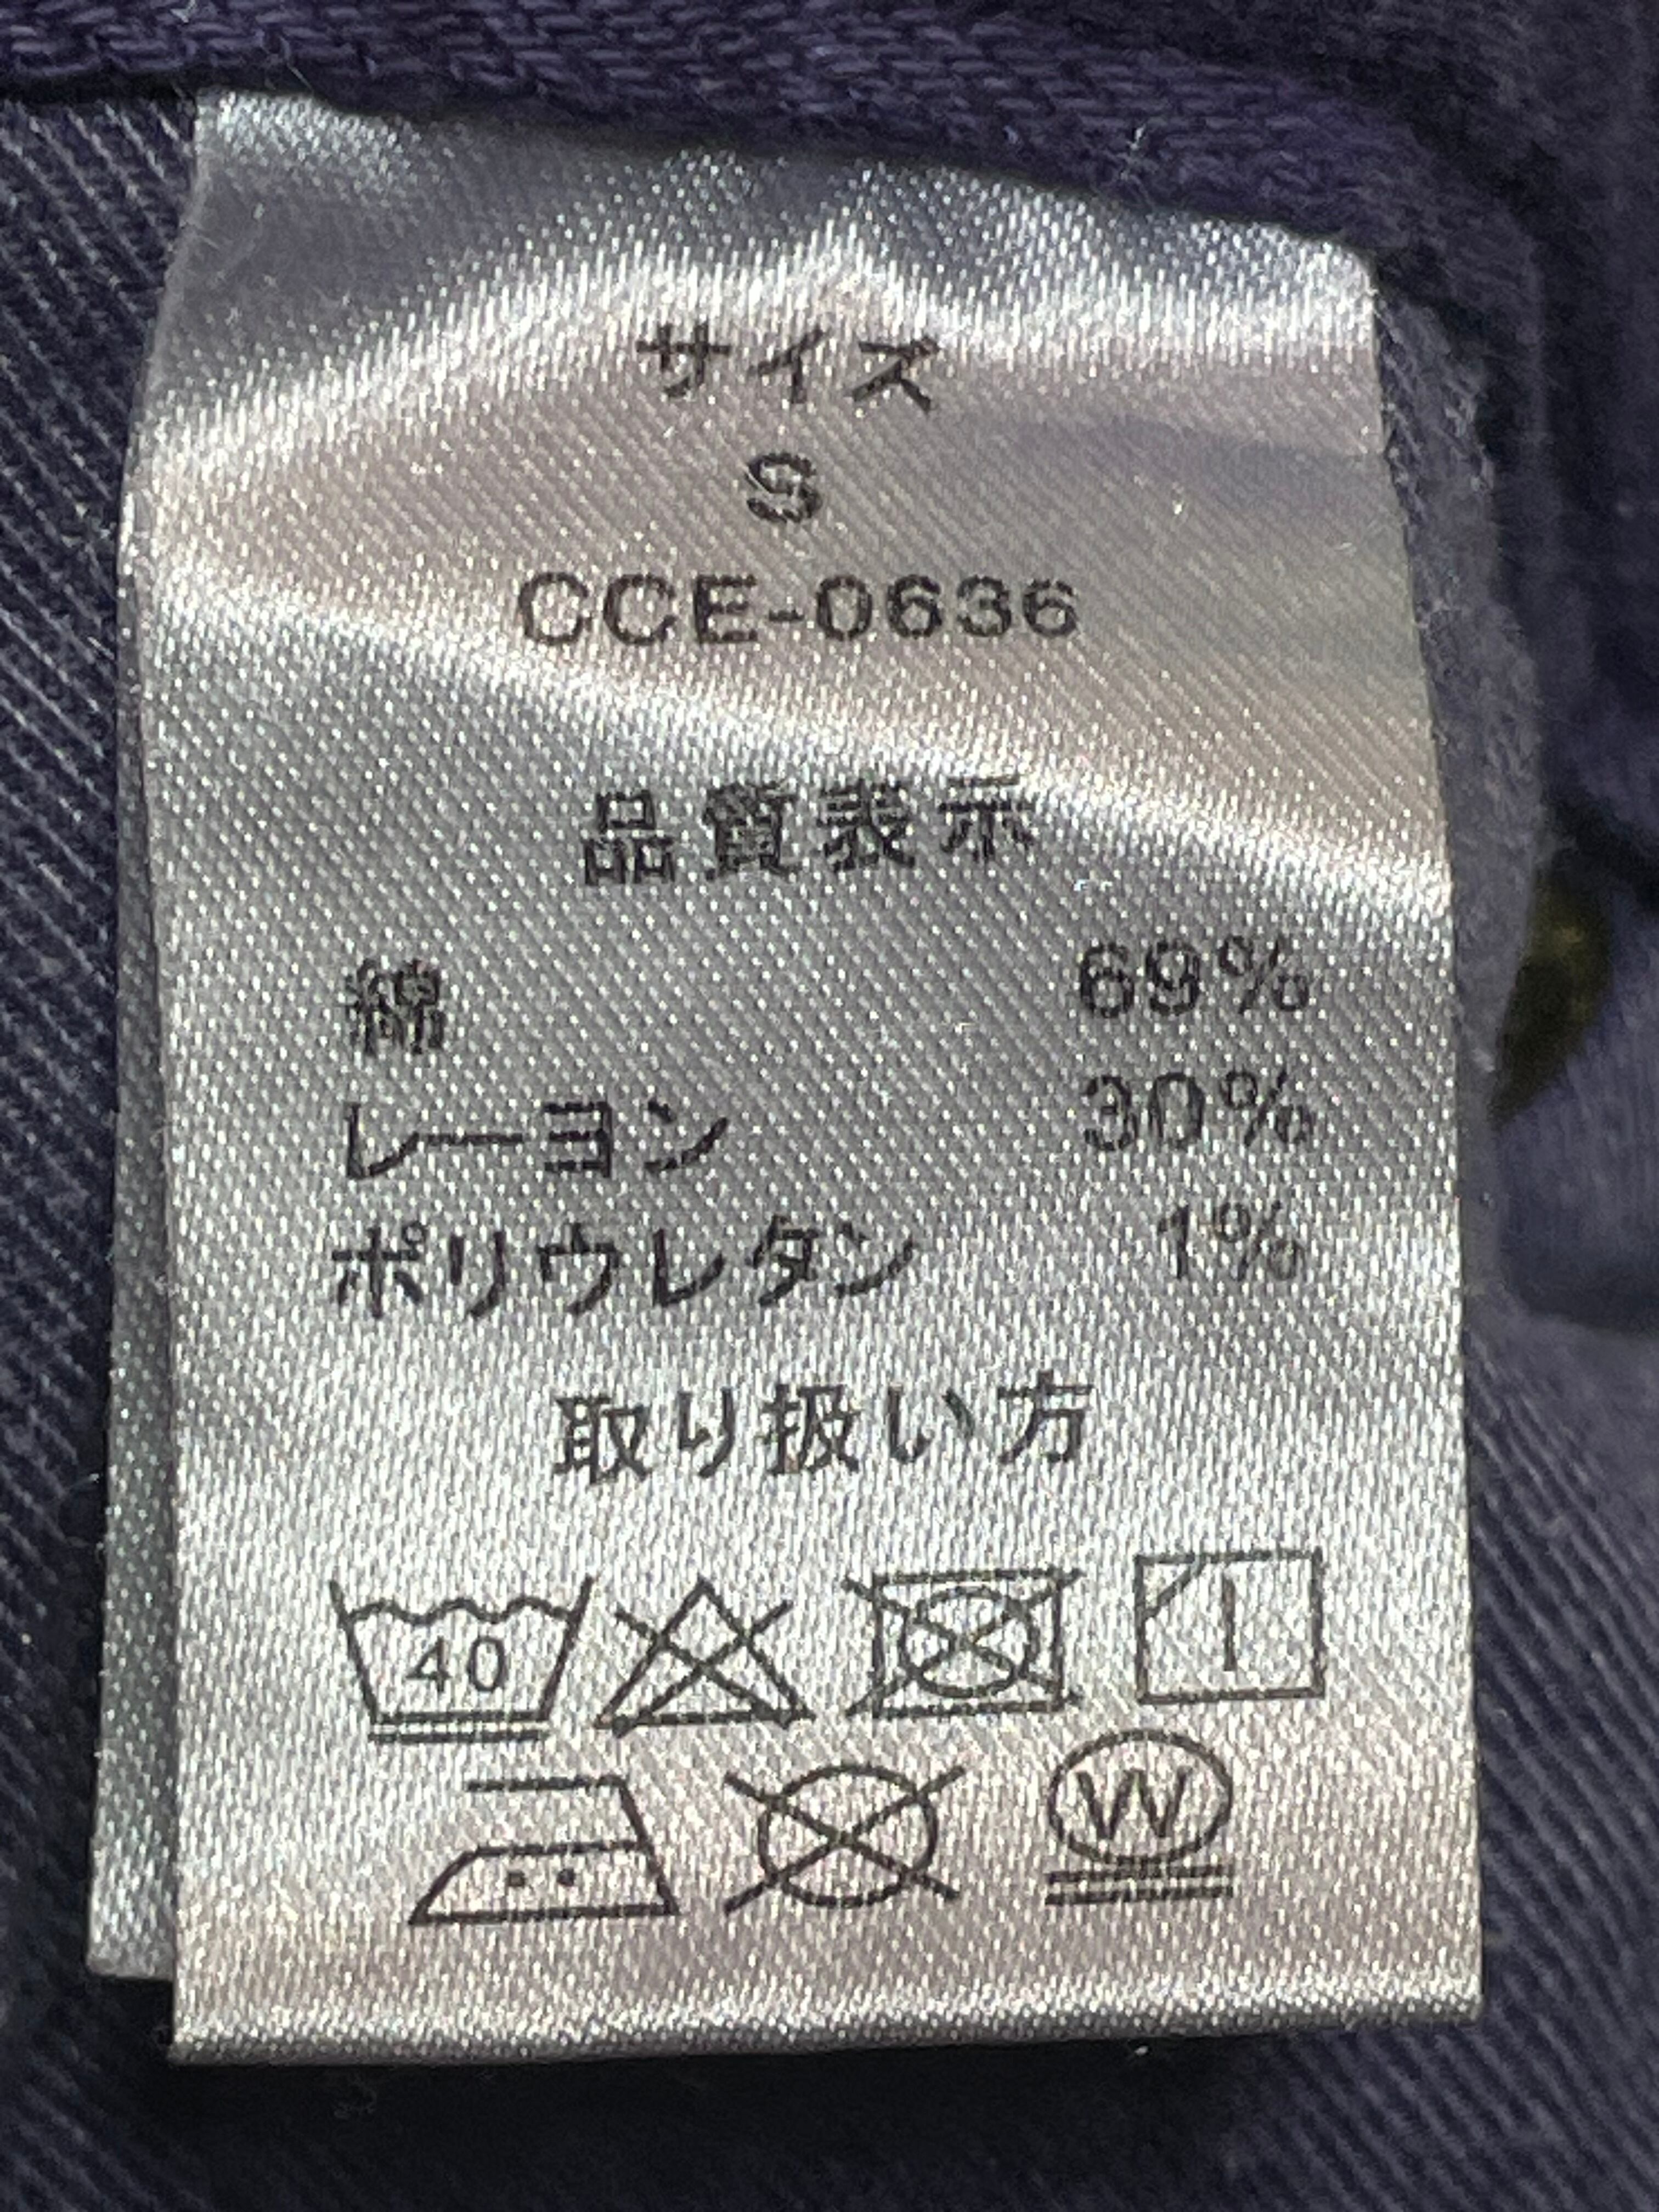 サイズ
S
CCE-0636
品質表示
綿 69%
レーヨン 30%
ポリウレタン 1%
取り扱い方
40
W